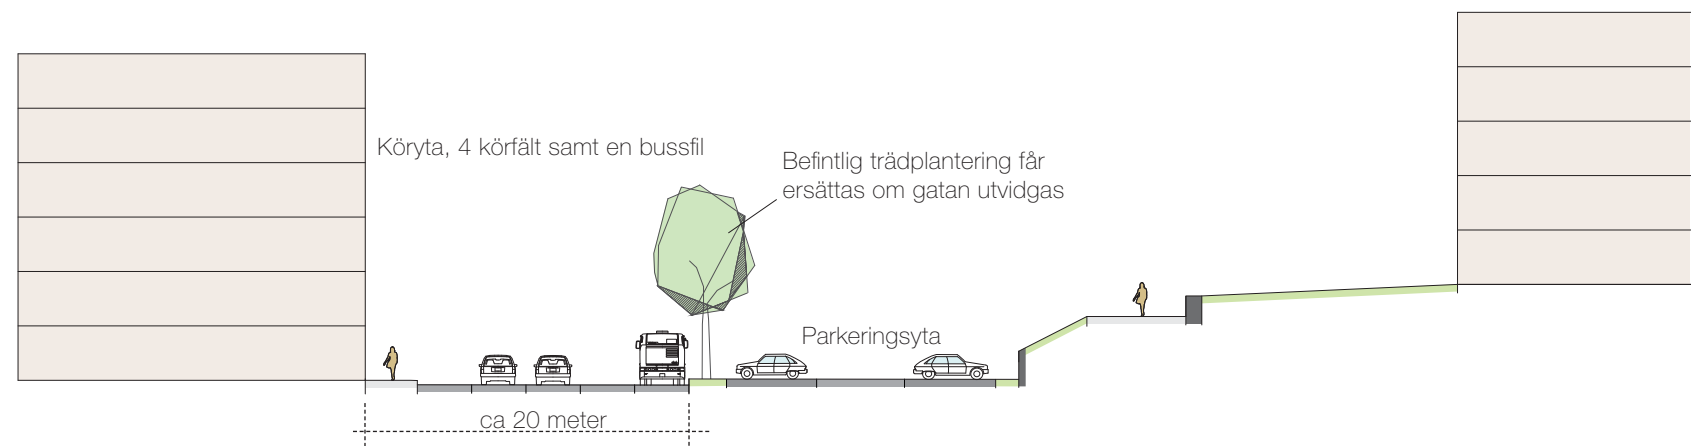 Köryta, 4 körfält samt en bussfil
Befintlig trädplantering får
ersättas om gatan utvidgas
Parkeringsyta
ca 20 meter